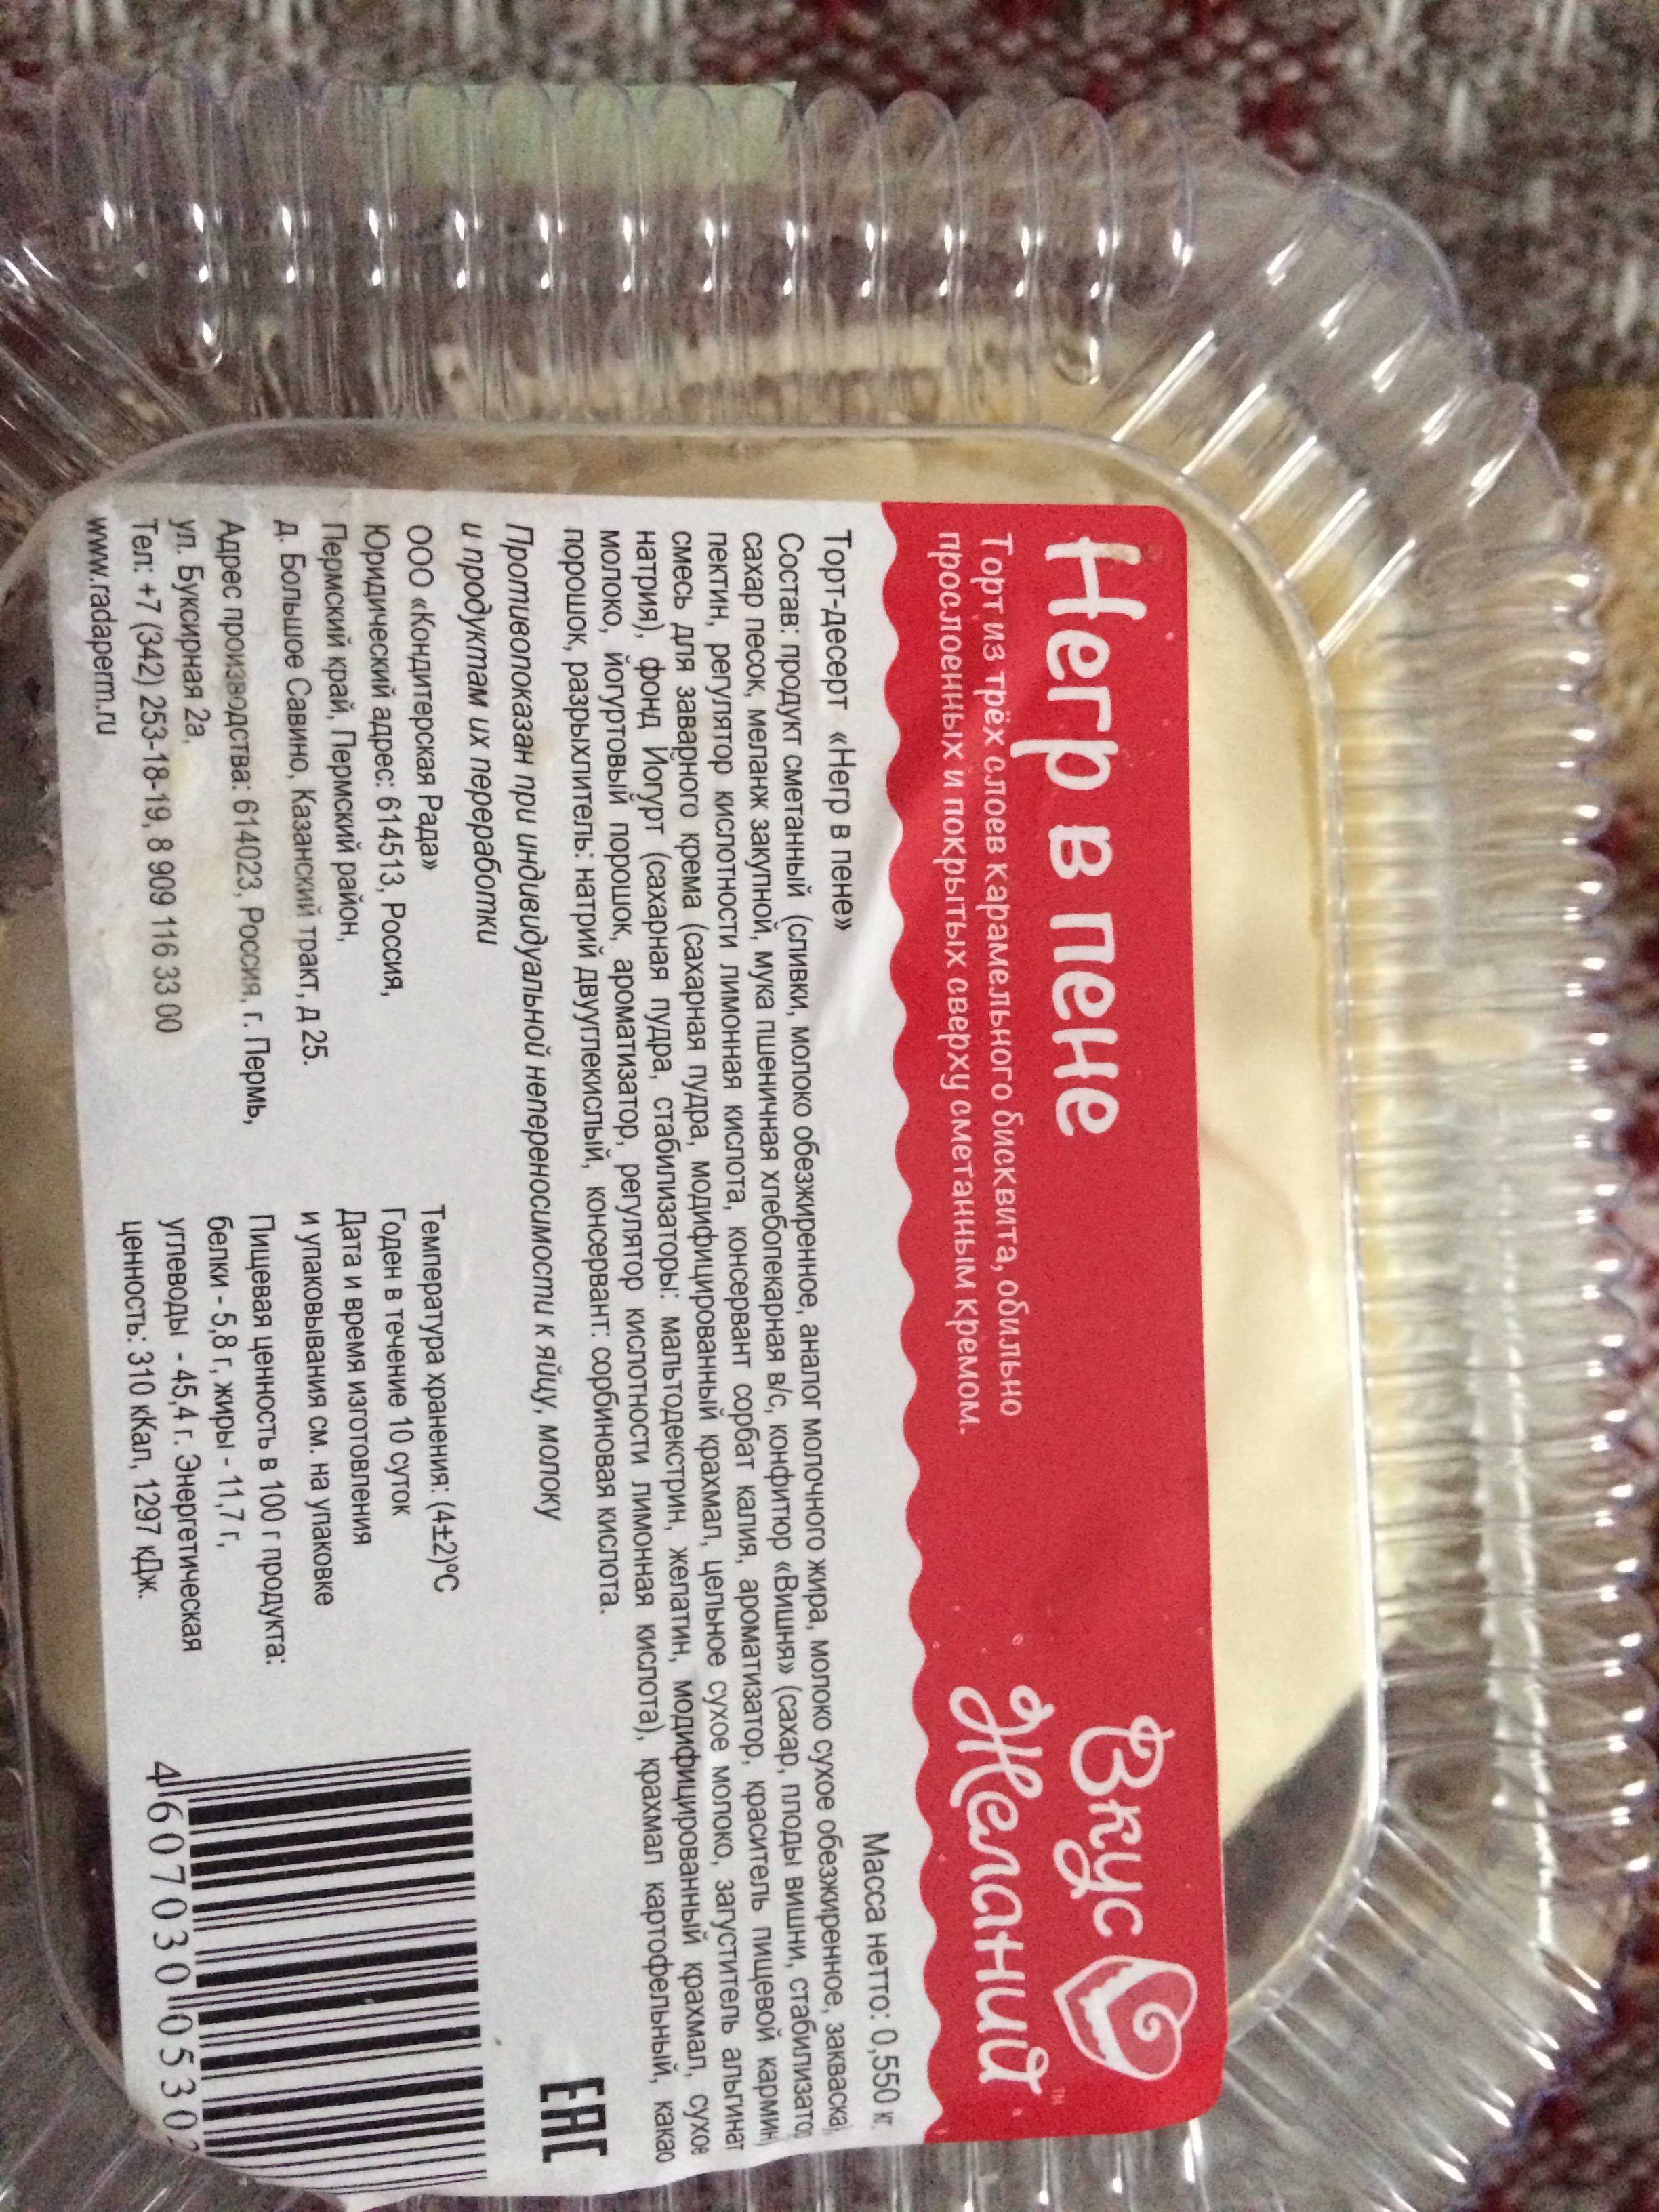 Негр в пене
Торт из трёх слоев карамельного бисквита, обильно
прослоенных и покрытых сверху сметанным кремом.
Вкус
Желаний
TM
Масса нетто: 0,550 кг.
Торт-десерт «Негр в пене»
Состав: продукт сметанный (сливки, молоко обезжиренное, аналог молочного жира, молоко сухое обезжиренное, закваска)
сахар песок, меланж закупной, мука пшеничная хлебопекарная в/с, конфитюр «Вишня» (сахар, плоды вишни, стабилизатор
пектин, регулятор кислотности лимонная кислота, консервант сорбат калия, ароматизатор, краситель пищевой кармин)
смесь для заварного крема (сахарная пудра, модифицированный крахмал, цельное сухое молоко, загуститель альгинат
натрия), фонд Йогурт (сахарная пудра, стабилизаторы: мальтодекстрин, желатин, модифицированный крахмал, сухое
молоко, йогуртовый порошок, ароматизатор, регулятор кислотности лимонная кислота), крахмал картофельный, какао
порошок, разрыхлитель: натрий двууглекислый, консервант: сорбиновая кислота.
Противопоказан при индивидуальной непереносимости к яйцу, молоку
и продуктам их переработки
ООО «Кондитерская Рада»
Юридический адрес: 614513, Россия,
Пермский край, Пермский район,
д. Большое Савино, Казанский тракт, д 25.
Адрес производства: 614023, Россия, г. Пермь,
ул. Буксирная 2а,
Тел: +7 (342) 253-18-19, 8 909 116 33 00
www.radaperm.ru
Температура хранения: (4±2)°С
Годен в течение 10 суток
Дата и время изготовления
и упаковывания см. на упаковке
Пищевая ценность в 100 г продукта:
белки - 5,8 г, жиры - 11,7 г,
углеводы - 45,4 г. Энергетическая
ценность: 310 кКал, 1297 кДж.
EAC
4 607030 05302